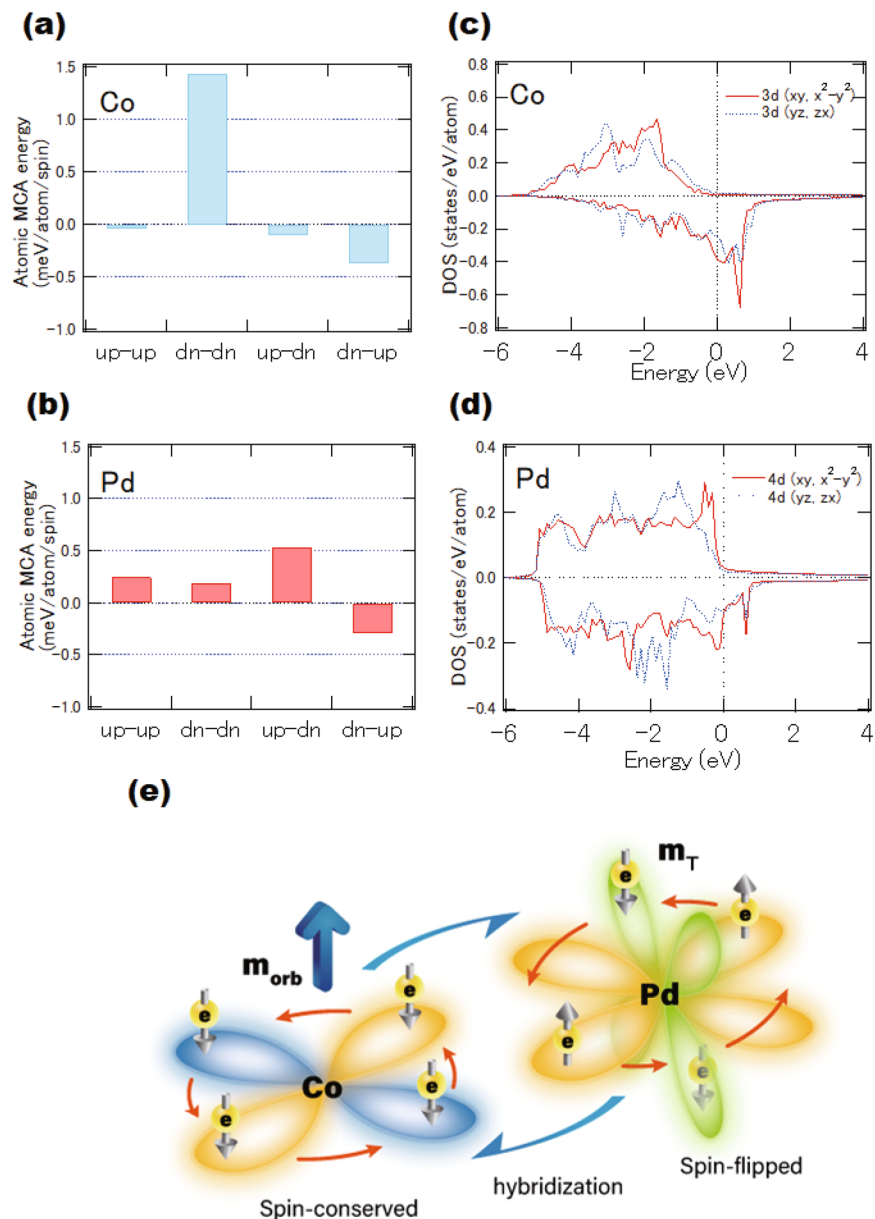 (a)
Co
Atomic MCA energy
(meV/atom/spin)
1.5
1.0
0.5
0.0
−0.5
−1.0
up−up dn−dn up−dn dn−up
(c)
Co
3d (xy, x²−y²)
3d (yz, zx)
DOS (states/eV/atom)
0.8
0.6
0.4
0.2
0.0
−0.2
−0.4
−0.6
−0.8
−6 −4 −2 0 2 4
Energy (eV)
(b)
Pd
Atomic MCA energy
(meV/atom/spin)
1.5
1.0
0.5
0.0
−0.5
−1.0
up−up dn−dn up−dn dn−up
(d)
Pd
4d (xy, x²−y²)
4d (yz, zx)
DOS (states/eV/atom)
0.4
0.2
0.0
−0.2
−0.4
−6 −4 −2 0 2 4
Energy (eV)
(e)
m_T
e
e
m_orb
Pd
e
e
e
e
Co
e
e
Spin-flipped
hybridization
Spin-conserved